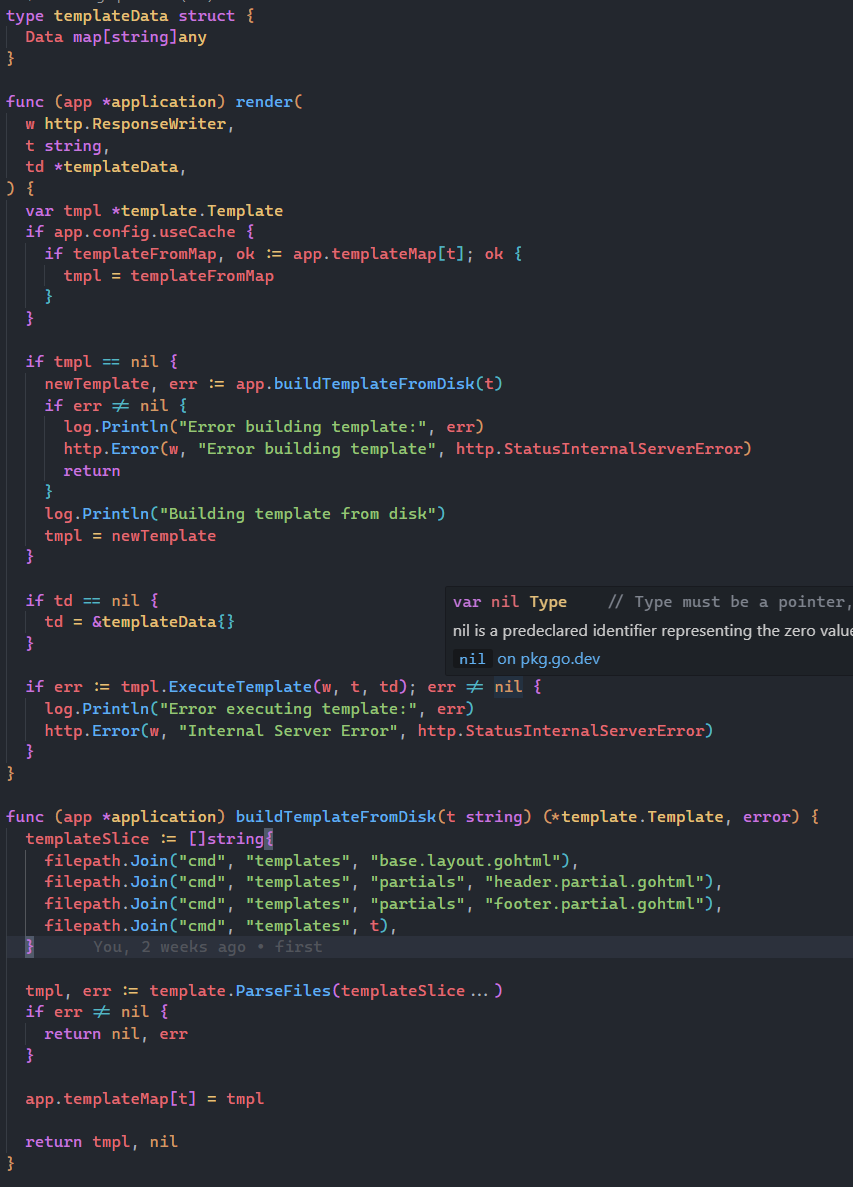 type templateData struct {
Data map[string]any
}
func (app *application) render(
w http.ResponseWriter,
t string,
td *templateData,
) {
var tmpl *template.Template
if app.config.useCache {
if templateFromMap, ok := app.templateMap[t]; ok {
tmpl = templateFromMap
}
}
if tmpl == nil {
newTemplate, err := app.buildTemplateFromDisk(t)
if err != nil {
log.Println("Error building template:", err)
http.Error(w, "Error building template", http.StatusInternalServerError)
return
}
log.Println("Building template from disk")
tmpl = newTemplate
}
if td == nil {
td = &templateData{}
}
var nil Type // Type must be a pointer,
nil is a predeclared identifier representing the zero value
nil on pkg.go.dev
if err := tmpl.ExecuteTemplate(w, t, td); err != nil {
log.Println("Error executing template:", err)
http.Error(w, "Internal Server Error", http.StatusInternalServerError)
}
}
func (app *application) buildTemplateFromDisk(t string) (*template.Template, error) {
templateSlice := []string{
filepath.Join("cmd", "templates", "base.layout.gohtml"),
filepath.Join("cmd", "templates", "partials", "header.partial.gohtml"),
filepath.Join("cmd", "templates", "partials", "footer.partial.gohtml"),
filepath.Join("cmd", "templates", t),
} You, 2 weeks ago • first
tmpl, err := template.ParseFiles(templateSlice...)
if err != nil {
return nil, err
}
app.templateMap[t] = tmpl
return tmpl, nil
}